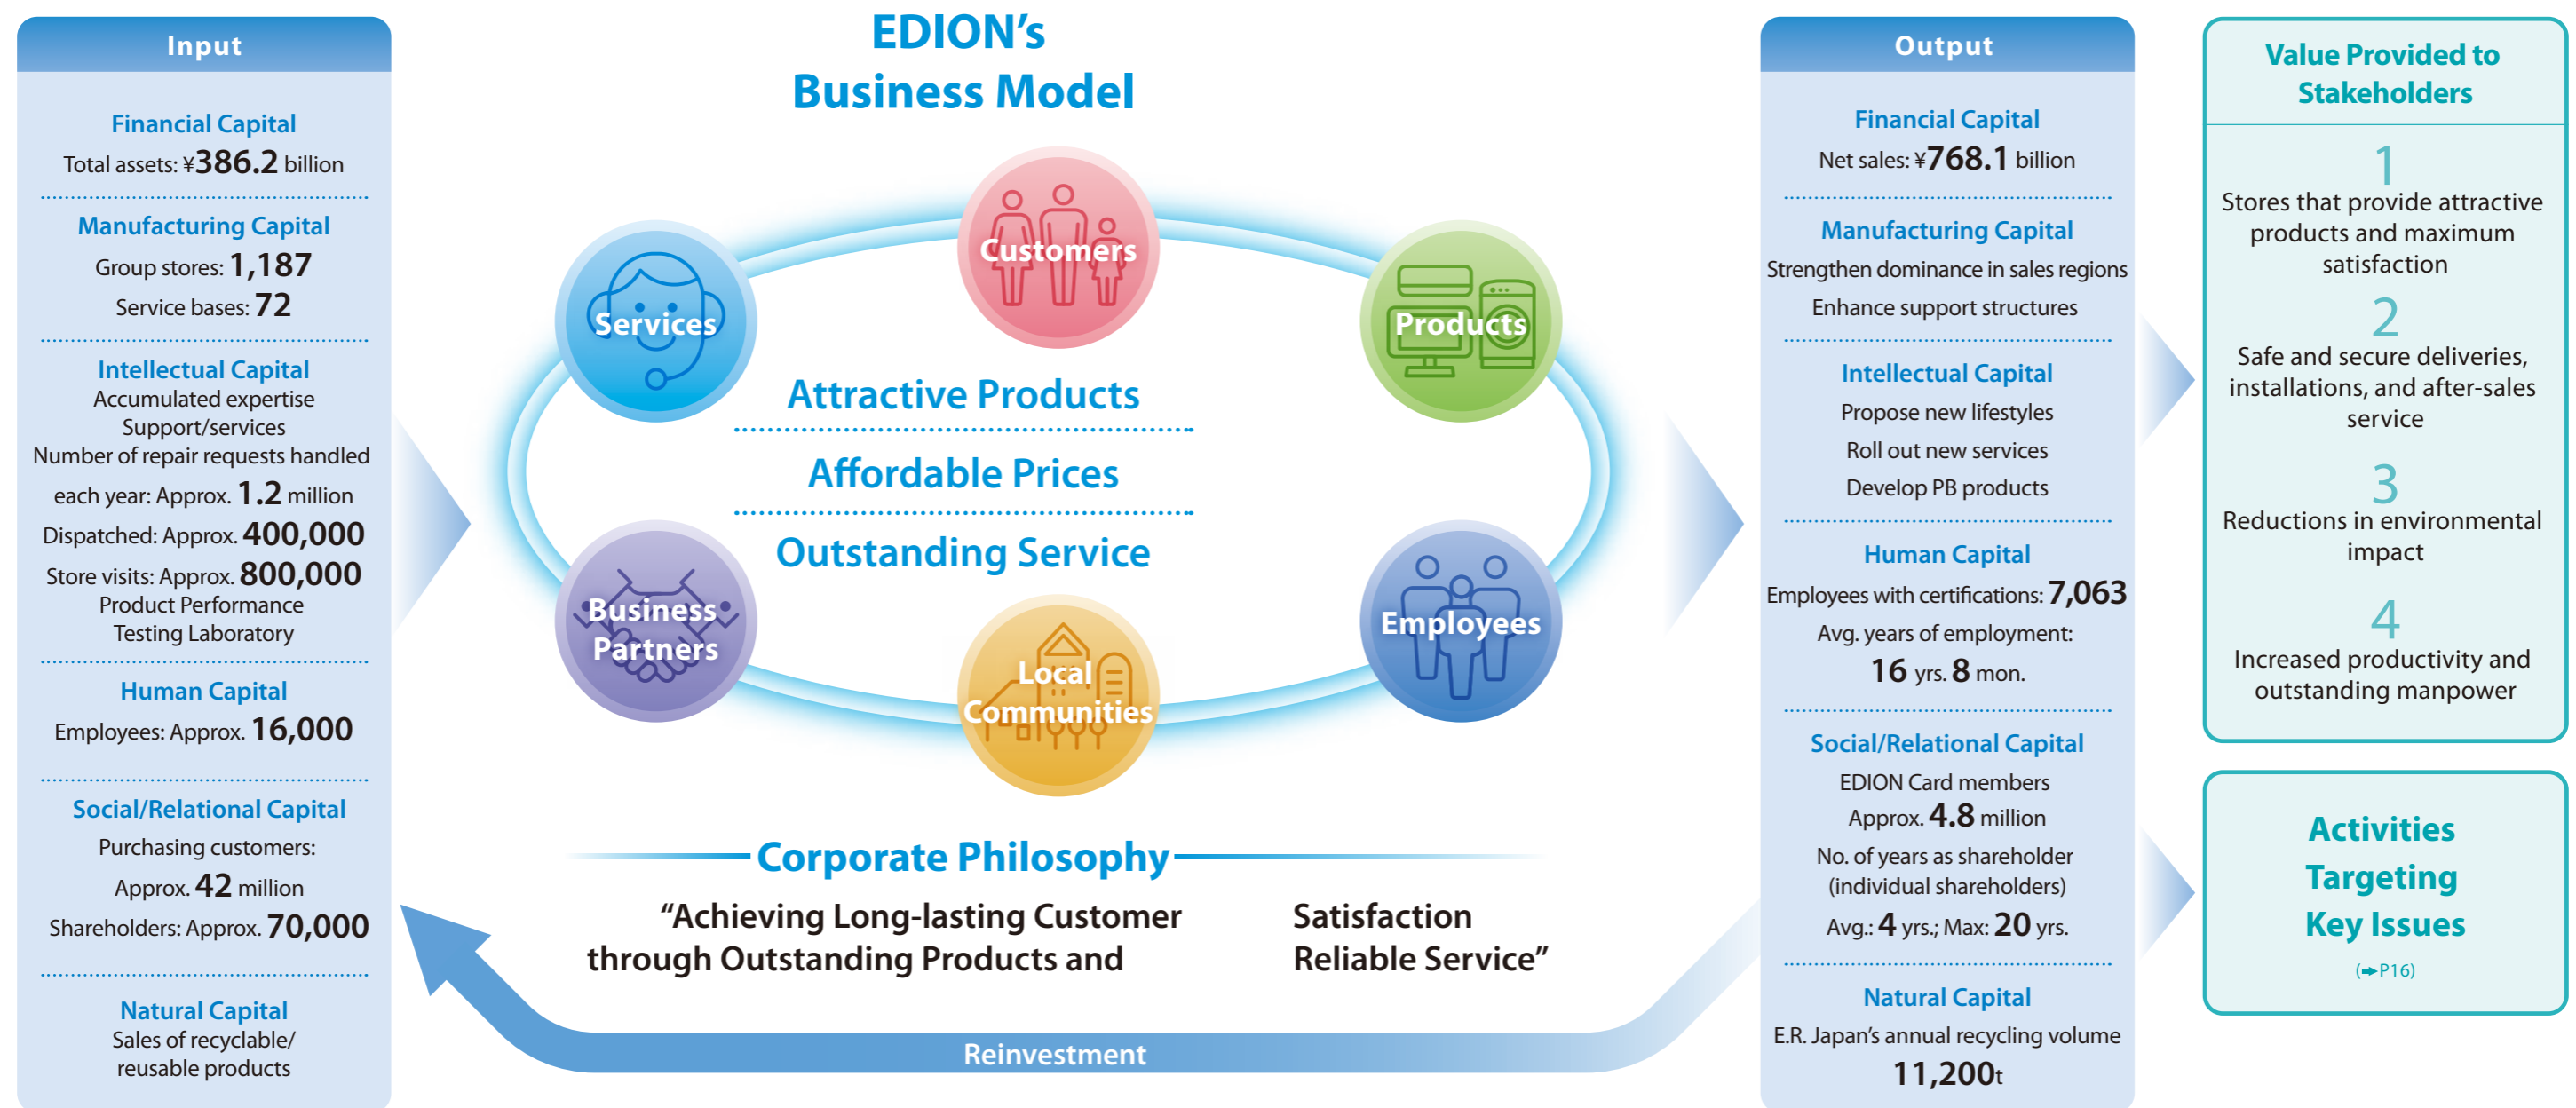 Input
Financial Capital
Total assets: ¥386.2 billion
Manufacturing Capital
Group stores: 1,187
Service bases: 72
Intellectual Capital
Accumulated expertise
Support/services
Number of repair requests handled
each year: Approx. 1.2 million
Dispatched: Approx. 400,000
Store visits: Approx. 800,000
Product Performance
Testing Laboratory
Human Capital
Employees: Approx. 16,000
Social/Relational Capital
Purchasing customers:
Approx. 42 million
Shareholders: Approx. 70,000
Natural Capital
Sales of recyclable/
reusable products
EDION’s
Business Model
Customers
Services
Products
Attractive Products
Affordable Prices
Outstanding Service
Business
Partners
Employees
Local
Communities
Corporate Philosophy
“Achieving Long-lasting Customer Satisfaction
through Outstanding Products and Reliable Service”
Reinvestment
Output
Financial Capital
Net sales: ¥768.1 billion
Manufacturing Capital
Strengthen dominance in sales regions
Enhance support structures
Intellectual Capital
Propose new lifestyles
Roll out new services
Develop PB products
Human Capital
Employees with certifications: 7,063
Avg. years of employment:
16 yrs. 8 mon.
Social/Relational Capital
EDION Card members
Approx. 4.8 million
No. of years as shareholder
(individual shareholders)
Avg.: 4 yrs.; Max: 20 yrs.
Natural Capital
E.R. Japan’s annual recycling volume
11,200t
Value Provided to
Stakeholders
1
Stores that provide attractive
products and maximum
satisfaction
2
Safe and secure deliveries,
installations, and after-sales
service
3
Reductions in environmental
impact
4
Increased productivity and
outstanding manpower
Activities
Targeting
Key Issues
(➡P16)